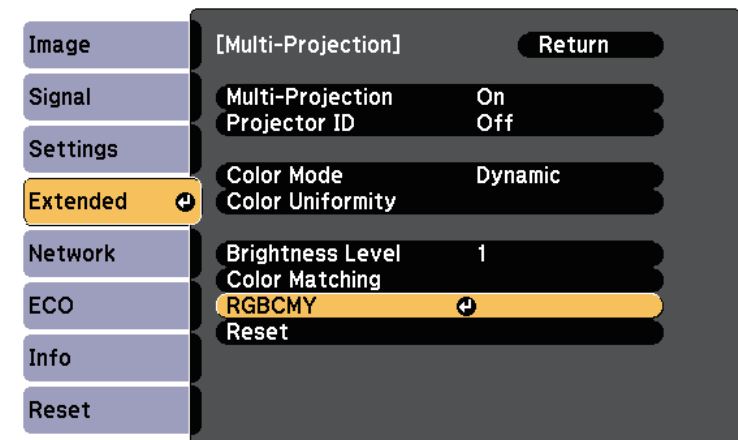 Image
Signal
Settings
Extended
Network
ECO
Info
Reset
[Multi-Projection] Return
Multi-Projection On
Projector ID Off
Color Mode Dynamic
Color Uniformity
Brightness Level 1
Color Matching
RGBCMY
Reset